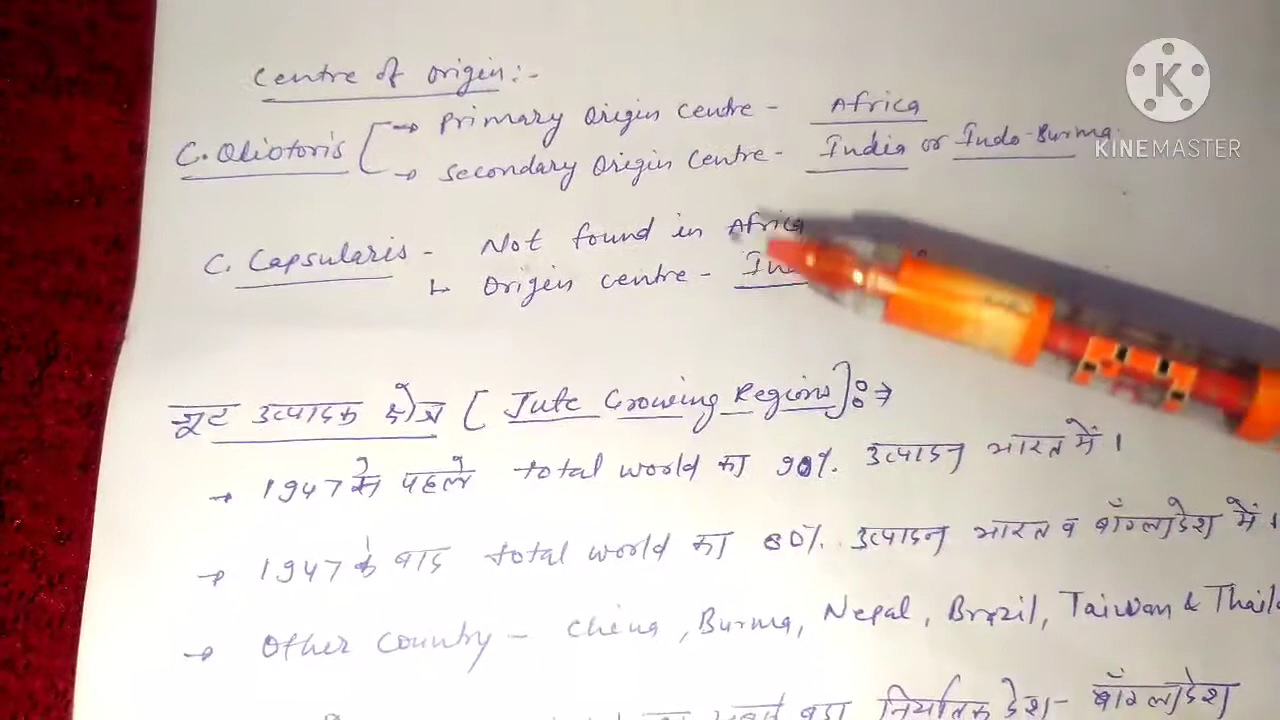 Centre of origin:-
C. Oliotoris → Primary Origin centre - Africa
→ Secondary Origin Centre - India or Indo-Burma
C. Capsularis - Not found in Africa
↳ Origin centre -
जूट उत्पादक क्षेत्र [ Jute Growing Regions ]:→
→ 1947 से पहले total world का 90% उत्पादन भारत में।
→ 1947 के बाद total world का 80% उत्पादन भारत व बाँग्लादेश में।
→ Other Country - China, Burma, Nepal, Brazil, Taiwan &
निर्यातक देश - बाँग्लादेश
K
KINEMASTER